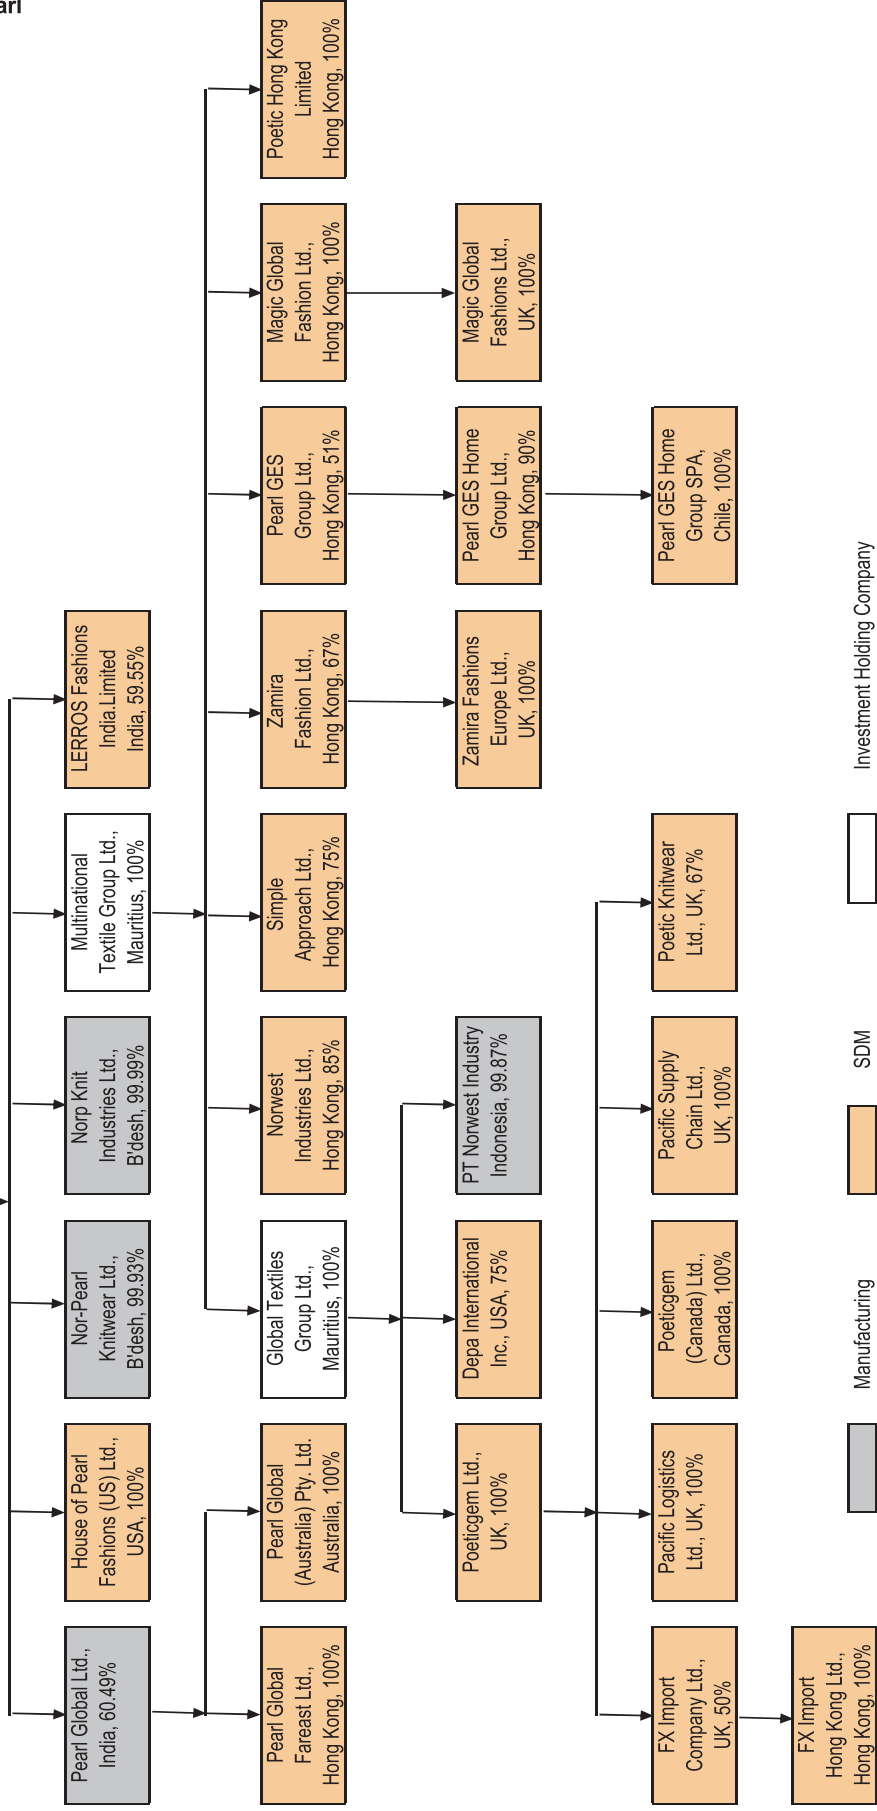 arl
Pearl Global Ltd.,
India, 60.49%
House of Pearl
Fashions (US) Ltd.,
USA, 100%
Nor-Pearl
Knitwear Ltd.,
B'desh, 99.93%
Norp Knit
Industries Ltd.,
B'desh, 99.99%
Multinational
Textile Group Ltd.,
Mauritius, 100%
LERROS Fashions
India.Limited
India, 59.55%
Pearl Global
Fareast Ltd.,
Hong Kong, 100%
Pearl Global
(Australia) Pty. Ltd.
Australia, 100%
Global Textiles
Group Ltd.,
Mauritius, 100%
Norwest
Industries Ltd.,
Hong Kong, 85%
Simple
Approach Ltd.,
Hong Kong, 75%
Zamira
Fashion Ltd.,
Hong Kong, 67%
Pearl GES
Group Ltd.,
Hong Kong, 51%
Magic Global
Fashion Ltd.,
Hong Kong, 100%
Poetic Hong Kong
Limited
Hong Kong, 100%
Poeticgem Ltd.,
UK, 100%
Depa International
Inc., USA, 75%
PT Norwest Industry
Indonesia, 99.87%
Zamira Fashions
Europe Ltd.,
UK, 100%
Pearl GES Home
Group Ltd.,
Hong Kong, 90%
Magic Global
Fashions Ltd.,
UK, 100%
FX Import
Company Ltd.,
UK, 50%
Pacific Logistics
Ltd., UK, 100%
Poeticgem
(Canada) Ltd.,
Canada, 100%
Pacific Supply
Chain Ltd.,
UK, 100%
Poetic Knitwear
Ltd., UK, 67%
Pearl GES Home
Group SPA,
Chile, 100%
FX Import
Hong Kong Ltd.,
Hong Kong, 100%
Manufacturing
SDM
Investment Holding Company